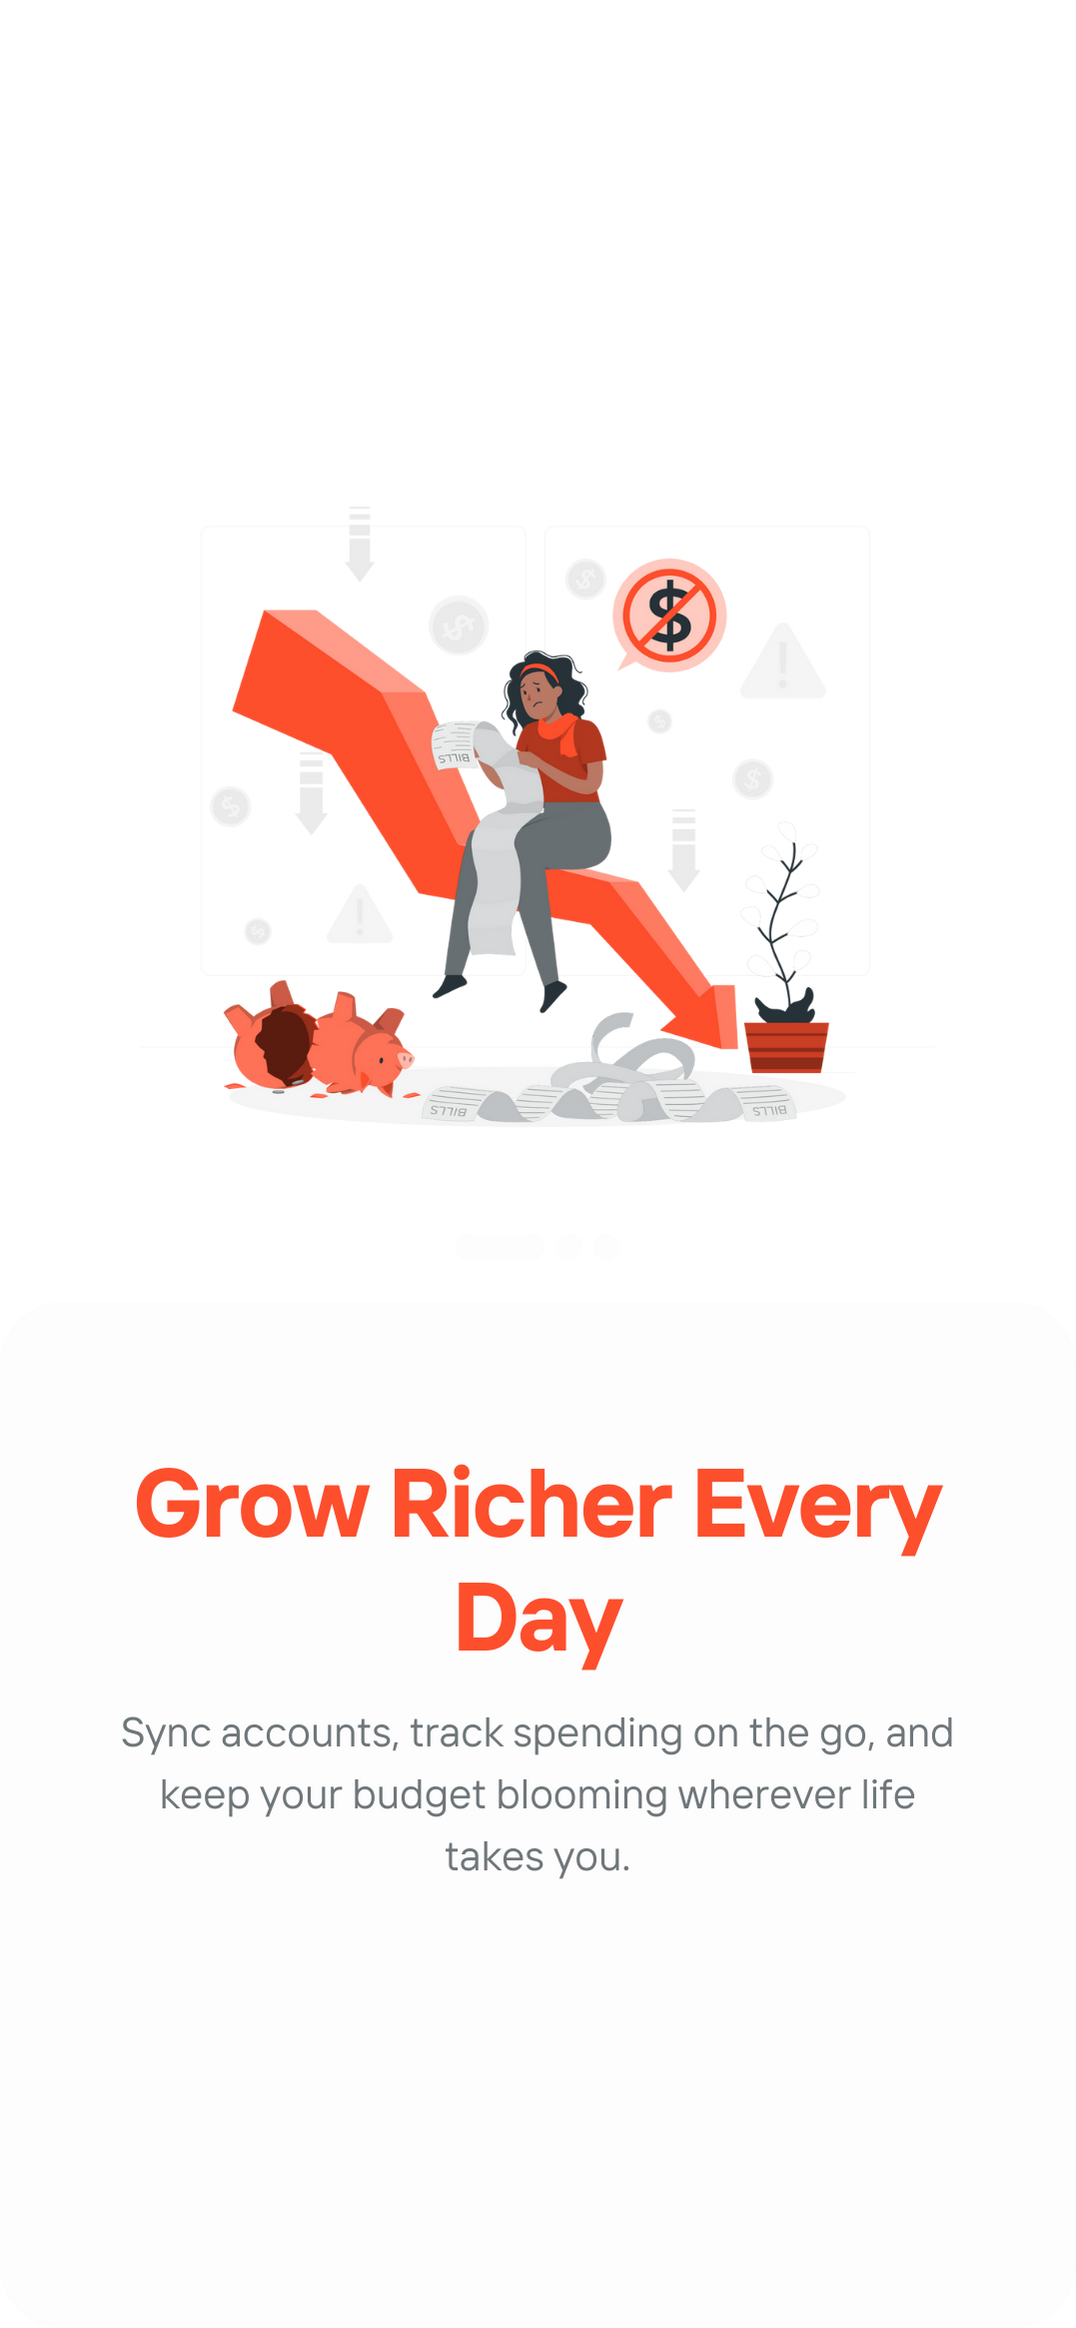 $
$
$
$
BILLS
$
$
$
BILLS
BILLS
Grow Richer Every
Day
Sync accounts, track spending on the go, and
keep your budget blooming wherever life
takes you.